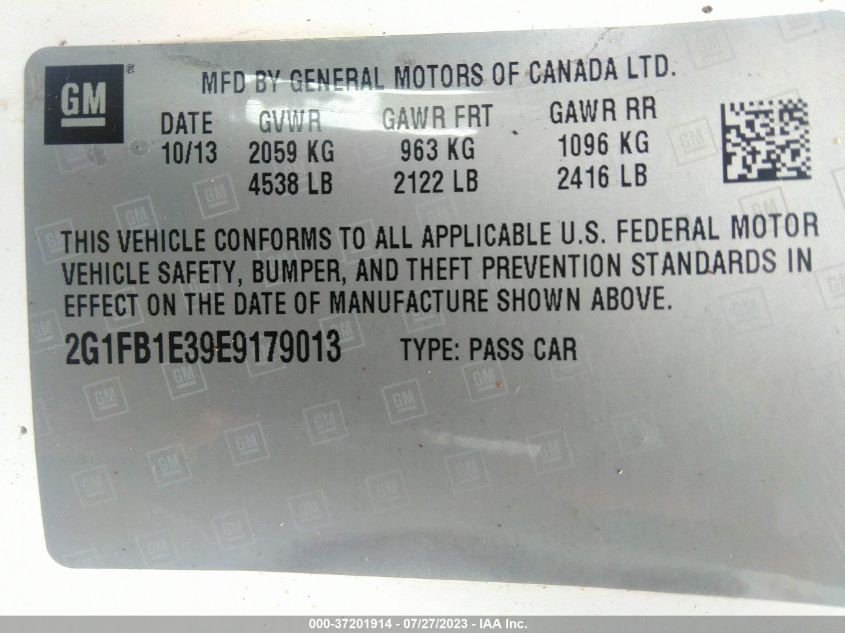 GM ®
MFD BY GENERAL MOTORS OF CANADA LTD.
DATE GVWR GAWR FRT GAWR RR
10/13 2059 KG 963 KG 1096 KG
4538 LB 2122 LB 2416 LB
THIS VEHICLE CONFORMS TO ALL APPLICABLE U.S. FEDERAL MOTOR
VEHICLE SAFETY, BUMPER, AND THEFT PREVENTION STANDARDS IN
EFFECT ON THE DATE OF MANUFACTURE SHOWN ABOVE.
2G1FB1E39E9179013 TYPE: PASS CAR
000-37201914 - 07/27/2023 - IAA Inc.